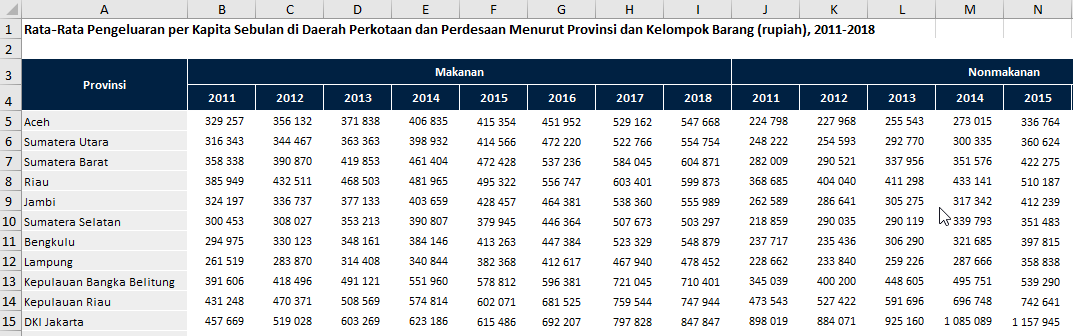 A B C D E F G H I J K L M N
1 Rata-Rata Pengeluaran per Kapita Sebulan di Daerah Perkotaan dan Perdesaan Menurut Provinsi dan Kelompok Barang (rupiah), 2011-2018
2
3 Provinsi Makanan Nonmakanan
4 2011 2012 2013 2014 2015 2016 2017 2018 2011 2012 2013 2014 2015
5 Aceh 329 257 356 132 371 838 406 835 415 354 451 952 529 162 547 668 224 798 227 968 255 543 273 015 336 764
6 Sumatera Utara 316 343 344 467 363 363 398 932 414 566 472 220 522 766 554 754 248 222 254 593 292 770 300 335 360 624
7 Sumatera Barat 358 338 390 870 419 853 461 404 472 428 537 236 584 045 604 871 282 009 290 521 337 956 351 576 422 275
8 Riau 385 949 432 511 468 503 481 965 495 322 556 747 603 401 599 873 368 685 404 040 411 298 433 141 510 187
9 Jambi 324 197 336 737 377 133 403 659 428 457 464 381 538 360 555 989 262 589 286 641 305 275 317 342 412 239
10 Sumatera Selatan 300 453 308 027 353 213 390 807 379 945 446 364 507 673 503 297 218 859 290 035 290 119 339 793 351 483
11 Bengkulu 294 975 330 123 348 161 384 146 413 263 447 384 523 329 548 879 237 717 235 436 306 290 321 685 397 815
12 Lampung 261 519 283 870 314 408 340 844 382 368 412 617 467 940 478 452 228 662 233 840 259 226 287 666 358 838
13 Kepulauan Bangka Belitung 391 606 418 496 491 121 551 960 578 812 596 381 721 045 710 401 345 039 400 200 448 605 495 751 539 290
14 Kepulauan Riau 431 248 470 371 508 569 574 814 602 071 681 525 759 544 747 944 473 543 527 422 591 696 696 748 742 641
15 DKI Jakarta 457 669 519 028 603 269 623 186 615 486 692 207 797 828 847 847 898 019 884 071 925 160 1 085 089 1 157 945